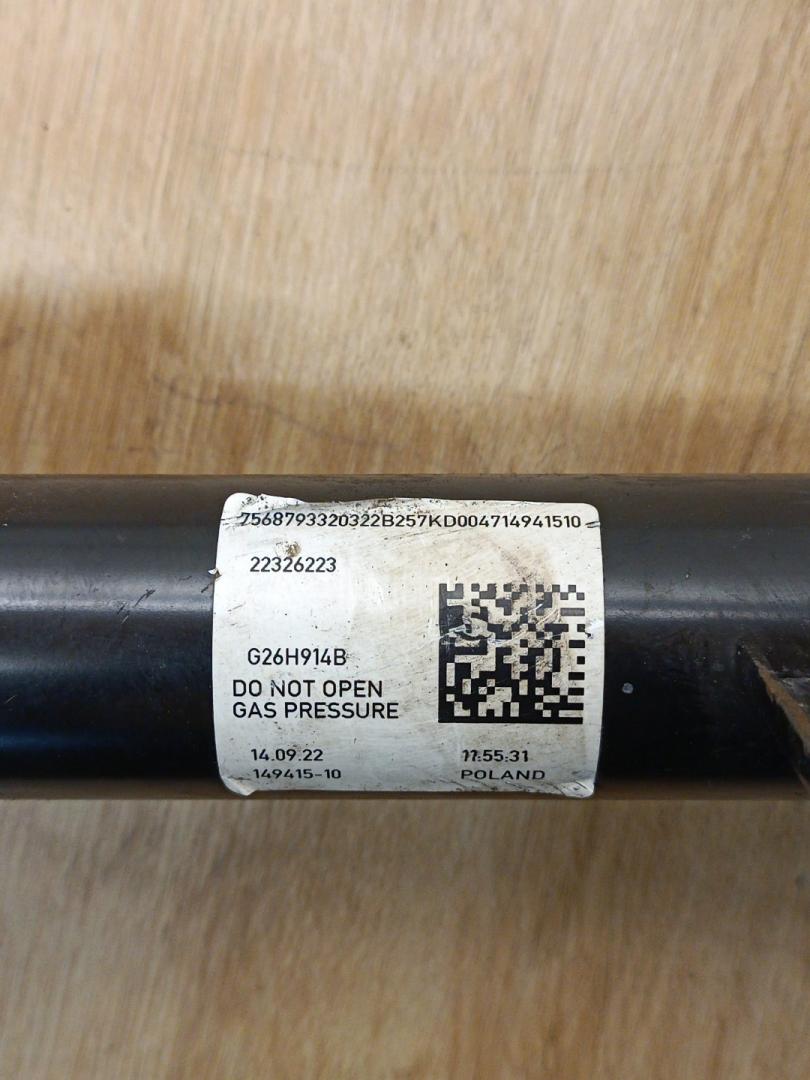 7568793320322B257KD004714941510
22326223
G26H914B
DO NOT OPEN
GAS PRESSURE
14.09.22 11:55:31
149415-10 POLAND